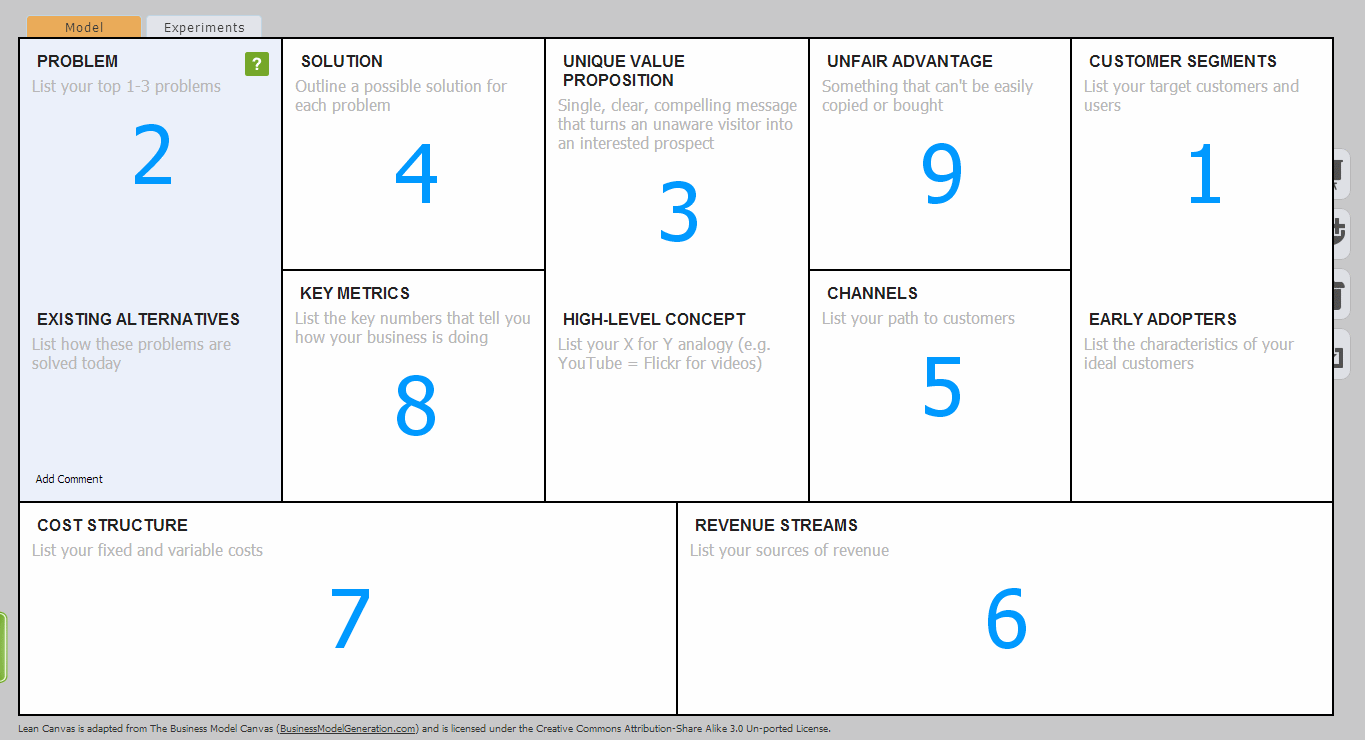 Model
Experiments
PROBLEM
?
List your top 1-3 problems
2
EXISTING ALTERNATIVES
List how these problems are
solved today
Add Comment
SOLUTION
Outline a possible solution for
each problem
4
KEY METRICS
List the key numbers that tell you
how your business is doing
8
UNIQUE VALUE
PROPOSITION
Single, clear, compelling message
that turns an unaware visitor into
an interested prospect
3
HIGH-LEVEL CONCEPT
List your X for Y analogy (e.g.
YouTube = Flickr for videos)
UNFAIR ADVANTAGE
Something that can't be easily
copied or bought
9
CHANNELS
List your path to customers
5
CUSTOMER SEGMENTS
List your target customers and
users
1
EARLY ADOPTERS
List the characteristics of your
ideal customers
COST STRUCTURE
List your fixed and variable costs
7
REVENUE STREAMS
List your sources of revenue
6
Lean Canvas is adapted from The Business Model Canvas (BusinessModelGeneration.com) and is licensed under the Creative Commons Attribution-Share Alike 3.0 Un-ported License.